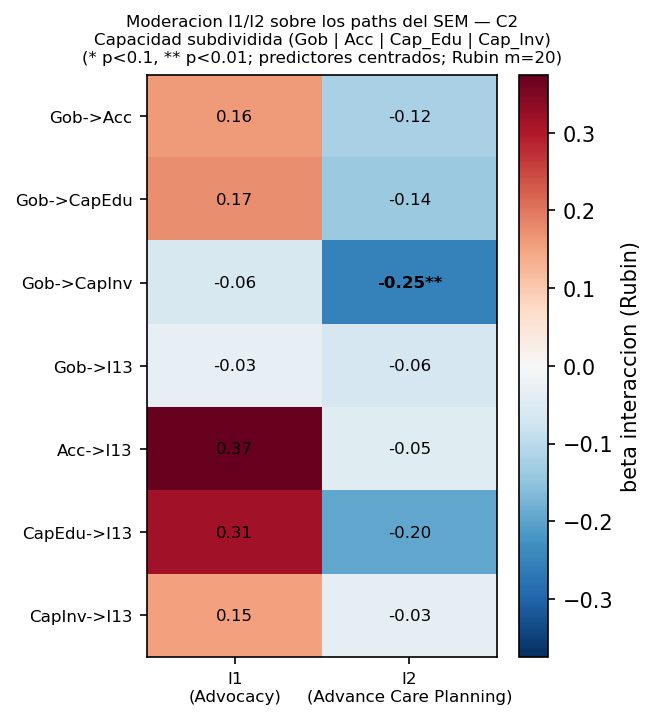 Moderacion I1/I2 sobre los paths del SEM — C2
Capacidad subdividida (Gob | Acc | Cap_Edu | Cap_Inv)
(* p<0.1, ** p<0.01; predictores centrados; Rubin m=20)
Gob->Acc 0.16 -0.12
Gob->CapEdu 0.17 -0.14
Gob->CapInv -0.06 -0.25**
Gob->I13 -0.03 -0.06
Acc->I13 0.37 -0.05
CapEdu->I13 0.31 -0.20
CapInv->I13 0.15 -0.03
I1 I2
(Advocacy) (Advance Care Planning)
0.3
0.2
0.1
0.0
−0.1
−0.2
−0.3
beta interaccion (Rubin)